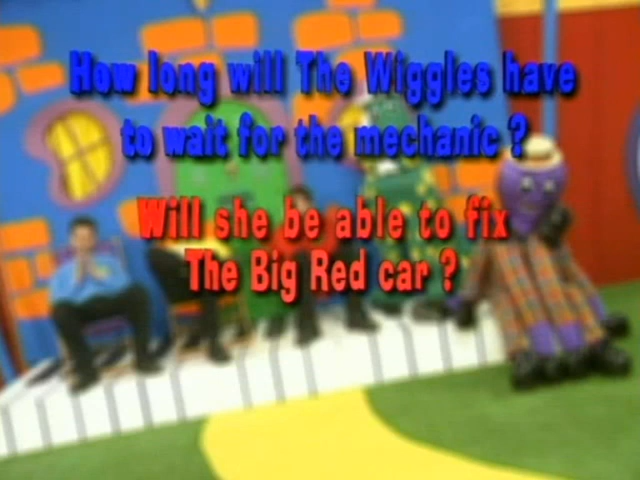 How long will The Wiggles have
to wait for the mechanic ?
Will she be able to fix
The Big Red car ?